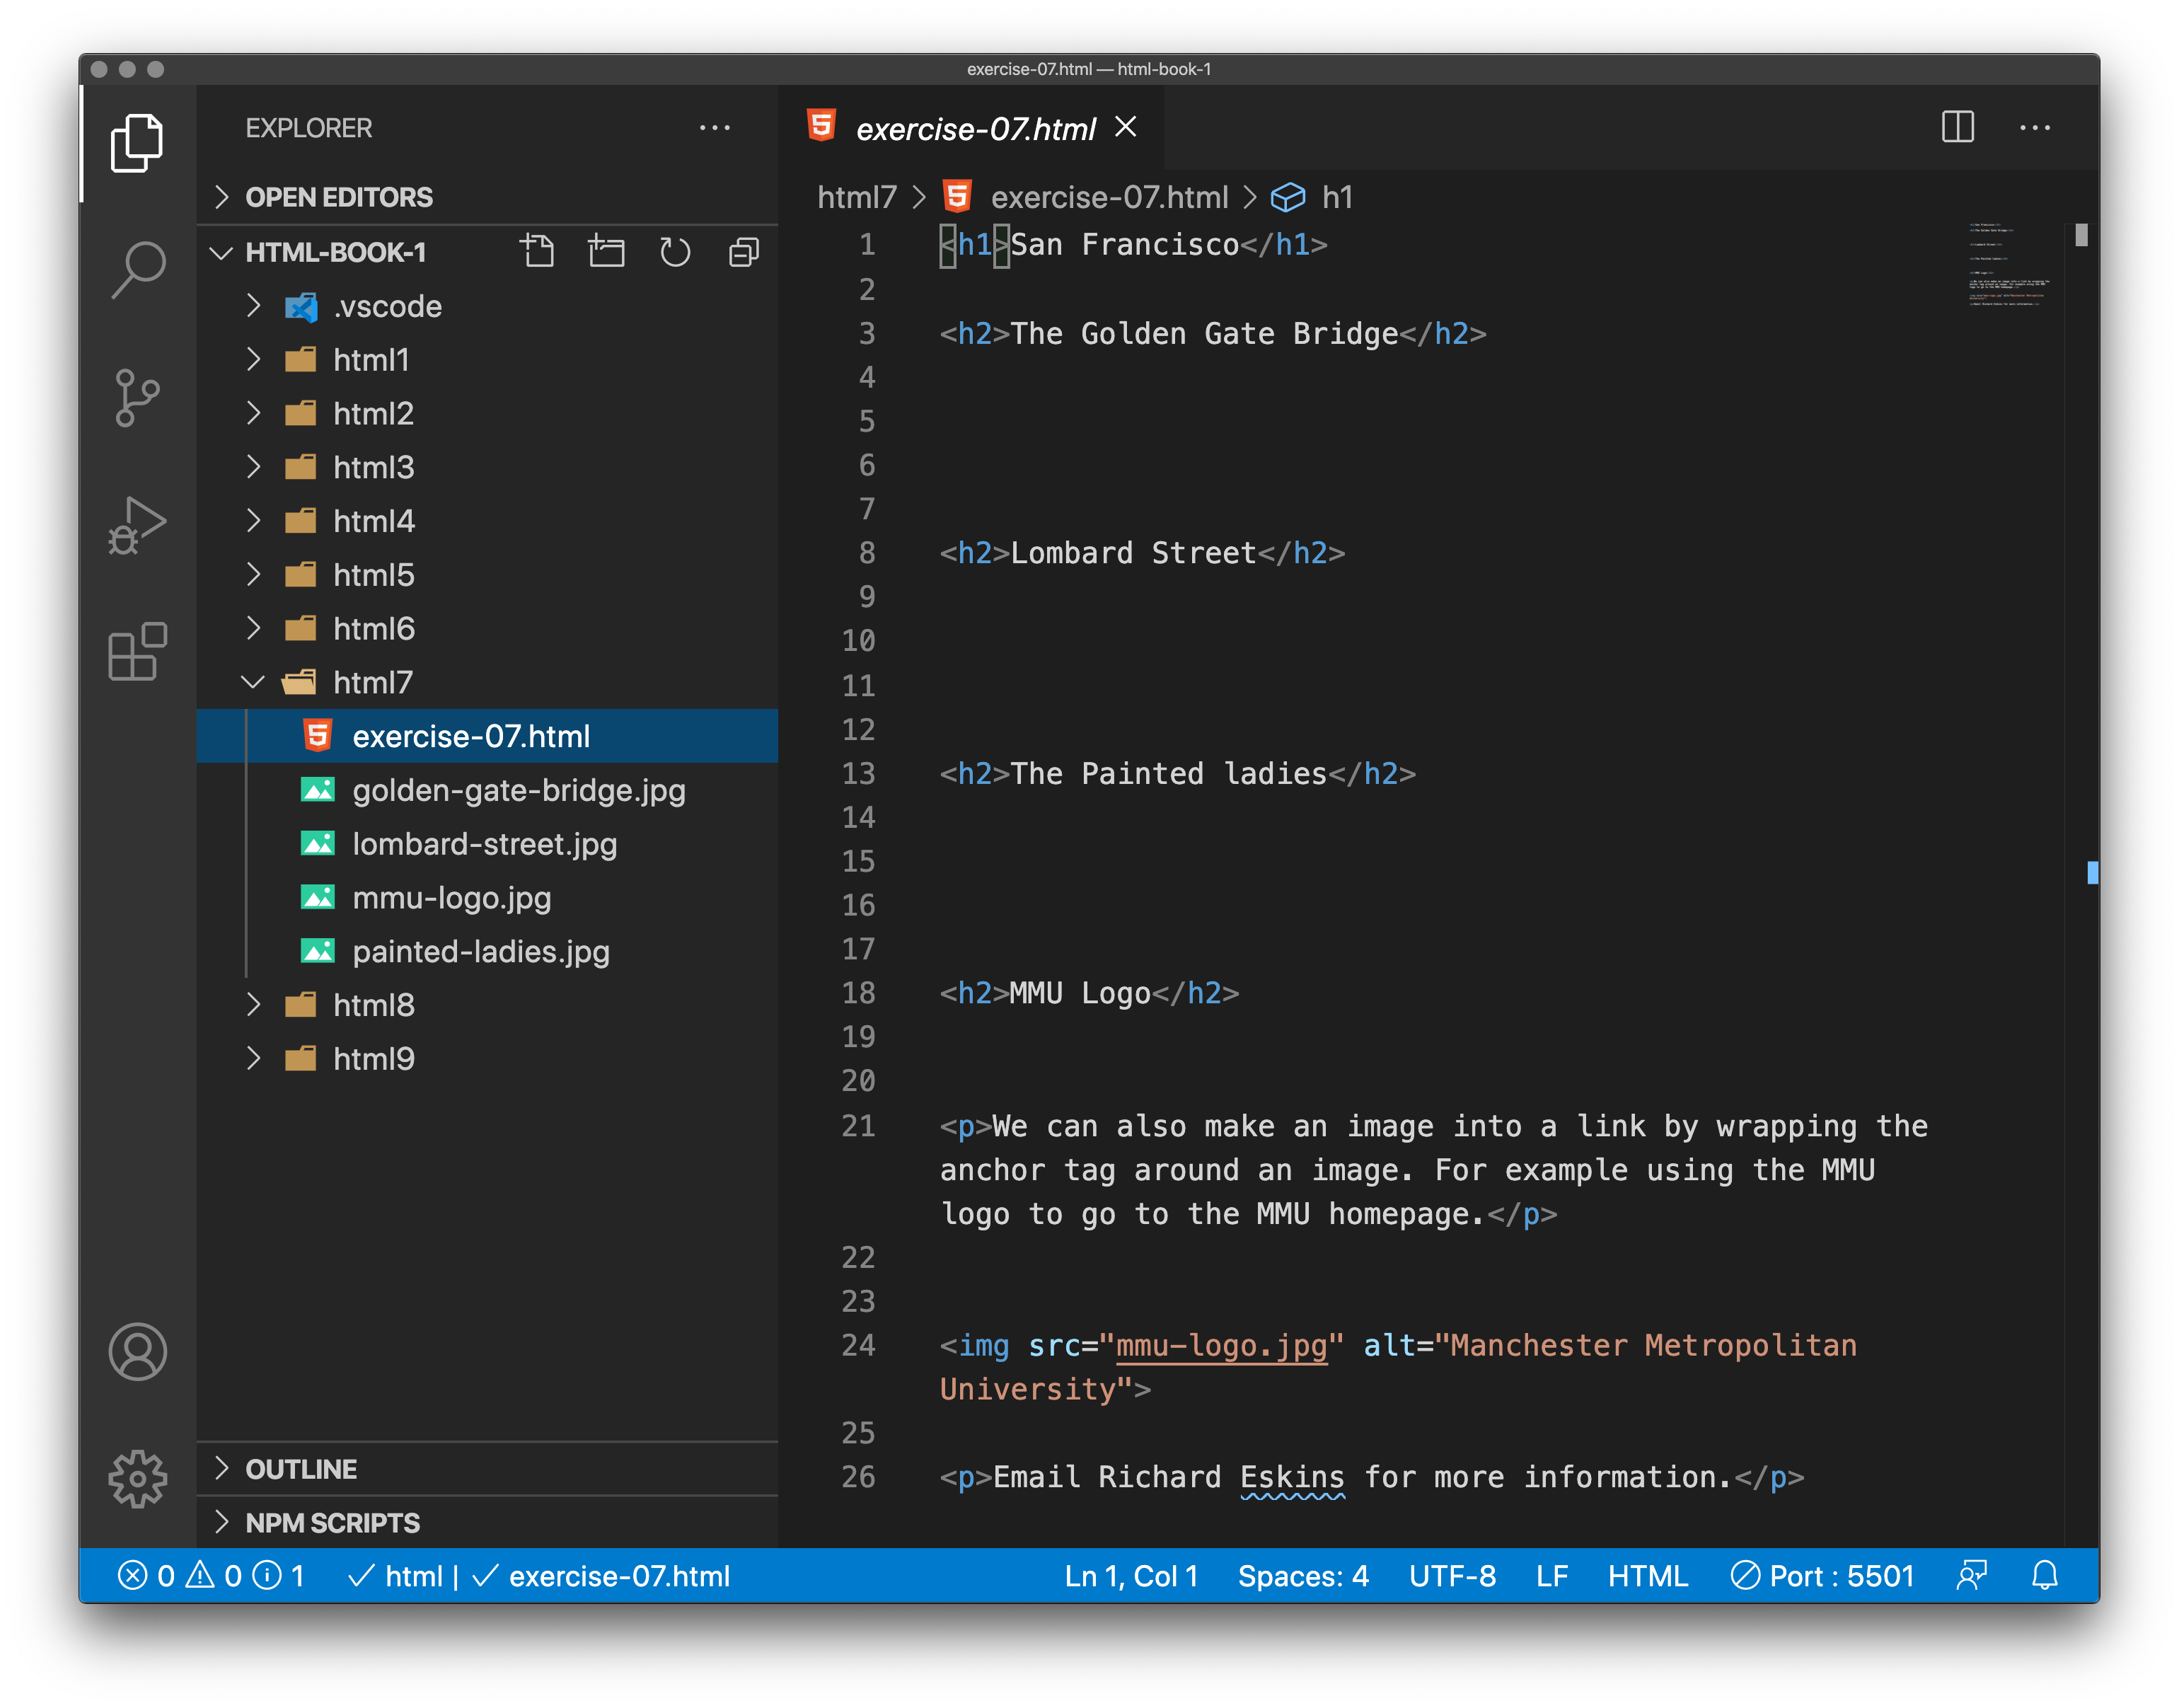 exercise-07.html — html-book-1
EXPLORER
OPEN EDITORS
HTML-BOOK-1
.vscode
html1
html2
html3
html4
html5
html6
html7
exercise-07.html
golden-gate-bridge.jpg
lombard-street.jpg
mmu-logo.jpg
painted-ladies.jpg
html8
html9
OUTLINE
NPM SCRIPTS
exercise-07.html
html7 > exercise-07.html > h1
1 <h1>San Francisco</h1>
2
3 <h2>The Golden Gate Bridge</h2>
4
5
6
7
8 <h2>Lombard Street</h2>
9
10
11
12
13 <h2>The Painted ladies</h2>
14
15
16
17
18 <h2>MMU Logo</h2>
19
20
21 <p>We can also make an image into a link by wrapping the
anchor tag around an image. For example using the MMU
logo to go to the MMU homepage.</p>
22
23
24 <img src="mmu-logo.jpg" alt="Manchester Metropolitan
University">
25
26 <p>Email Richard Eskins for more information.</p>
0 0 1 html | exercise-07.html Ln 1, Col 1 Spaces: 4 UTF-8 LF HTML Port : 5501